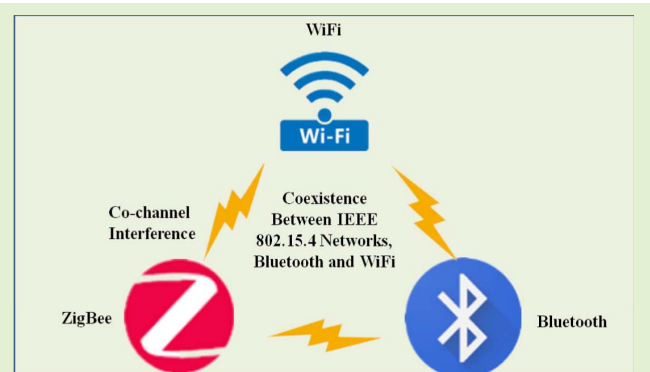 WiFi
Wi-Fi
Coexistence
Between IEEE
802.15.4 Networks,
Bluetooth and WiFi
Co-channel
Interference
ZigBee
Bluetooth